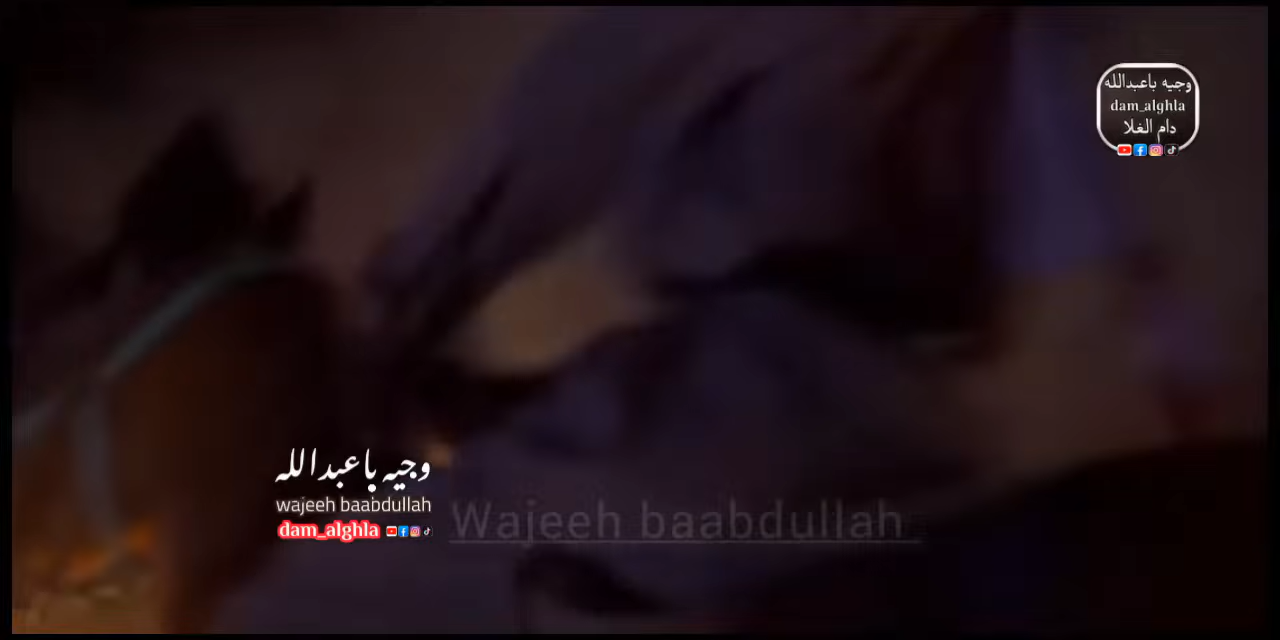 وجيه باعبدالله
dam_alghla
دام الغلا
وجيه باعبدالله
wajeeh baabdullah
dam_alghla
Wajeeh baabdullah